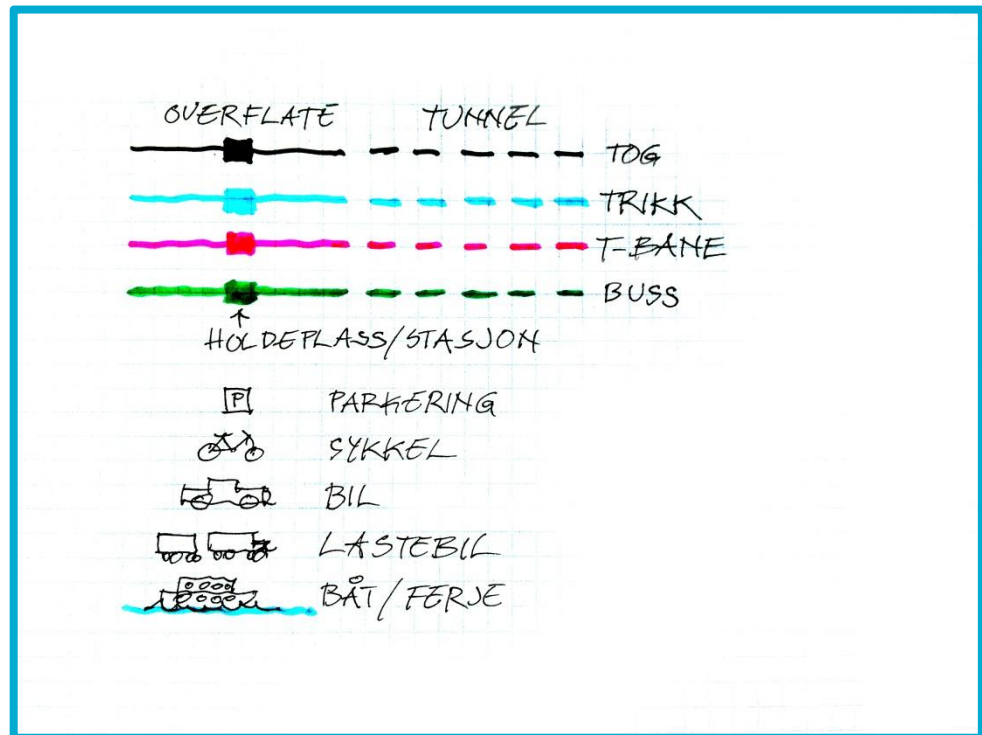 OVERFLATE TUNNEL
TOG
TRIKK
T-BANE
BUSS
HOLDEPLASS/STASJON
P PARKERING
SYKKEL
BIL
LASTEBIL
BÅT/FERJE